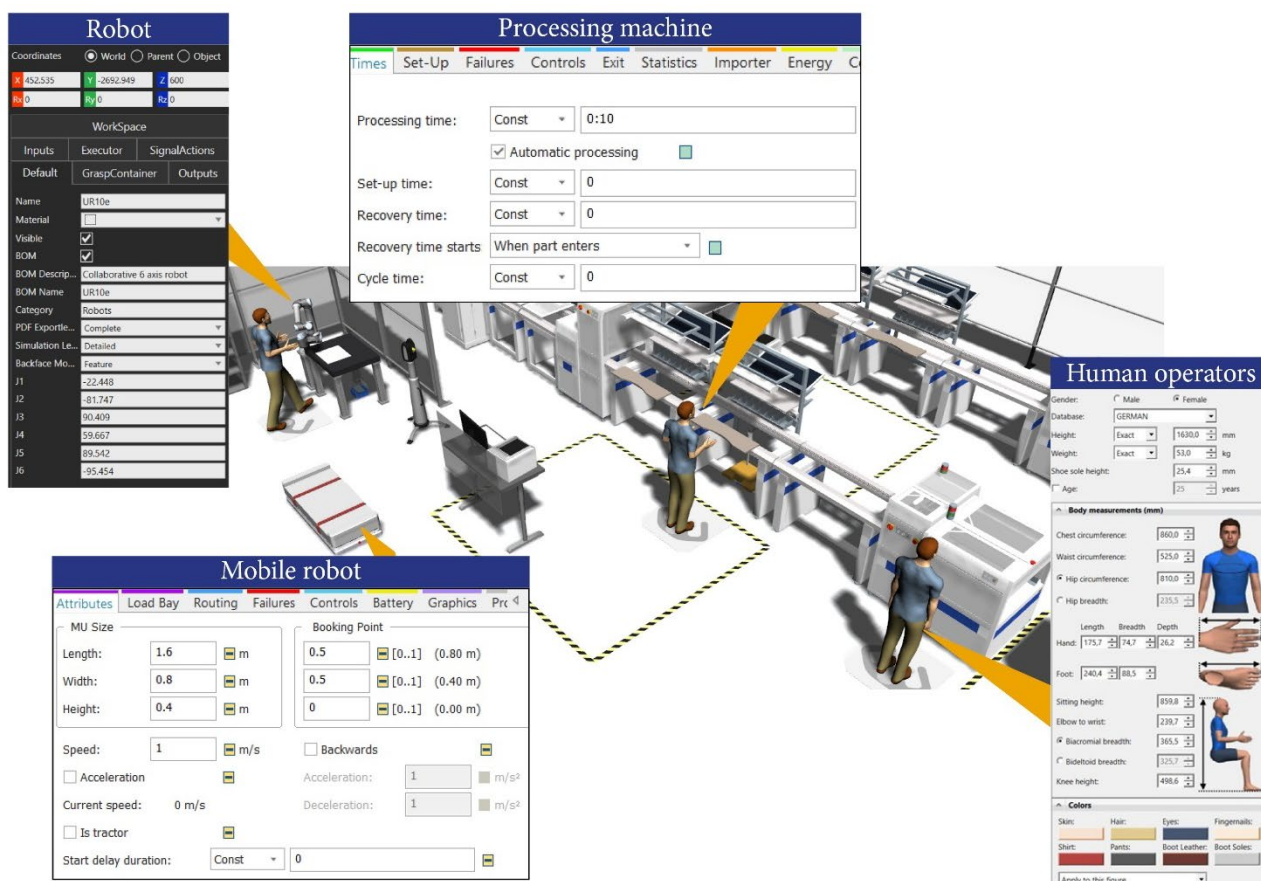 Robot
Coordinates World Parent Object
X 452.535 Y -2692.949 Z 600
Rx 0 Ry 0 Rz 0
WorkSpace
Inputs Executor SignalActions
Default GraspContainer Outputs
Name UR10e
Material
Visible
BOM
BOM Descrip... Collaborative 6 axis robot
BOM Name UR10e
Category Robots
PDF Exportle... Complete
Simulation Le... Detailed
Backface Mo... Feature
J1 -22.448
J2 -81.747
J3 90.409
J4 59.667
J5 89.542
J6 -95.454
Processing machine
Times Set-Up Failures Controls Exit Statistics Importer Energy
Processing time: Const 0:10
Automatic processing
Set-up time: Const 0
Recovery time: Const 0
Recovery time starts When part enters
Cycle time: Const 0
Mobile robot
Attributes Load Bay Routing Failures Controls Battery Graphics
MU Size Booking Point
Length: 1.6 m 0.5 [0..1] (0.80 m)
Width: 0.8 m 0.5 [0..1] (0.40 m)
Height: 0.4 m 0 [0..1] (0.00 m)
Speed: 1 m/s Backwards
Acceleration Acceleration: 1 m/s²
Current speed: 0 m/s Deceleration: 1 m/s²
Is tractor
Start delay duration: Const 0
Human operators
Gender: Male Female
Database: GERMAN
Height: Exact 1630,0 mm
Weight: Exact 53,0 kg
Shoe sole height: 25,4 mm
Age: 25 years
Body measurements (mm)
Chest circumference: 860,0
Waist circumference: 525,0
Hip circumference: 810,0
Hip breadth: 235,5
Length Breadth Depth
Hand: 175,7 74,7 26,2
Foot: 240,4 88,5
Sitting height: 859,8
Elbow to wrist: 239,7
Biacromial breadth: 365,5
Bideltoid breadth: 325,7
Knee height: 498,6
Colors
Skin: Hair: Eyes: Fingernails:
Shirt: Pants: Boot Leather: Boot Soles:
Apply to this figure